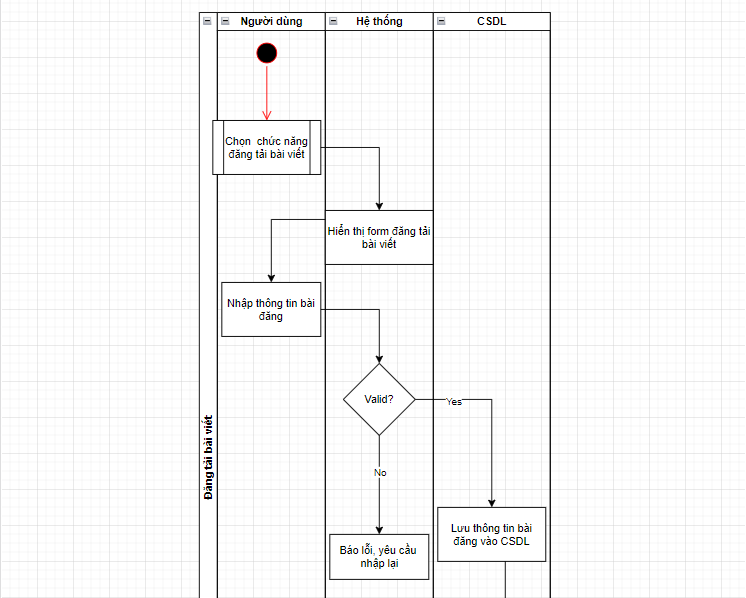 Người dùng
Hệ thống
CSDL
Chọn chức năng
đăng tải bài viết
Hiển thị form đăng tải
bài viết
Nhập thông tin bài
đăng
Valid?
Yes
No
Đăng tải bài viết
Lưu thông tin bài
đăng vào CSDL
Báo lỗi, yêu cầu
nhập lại